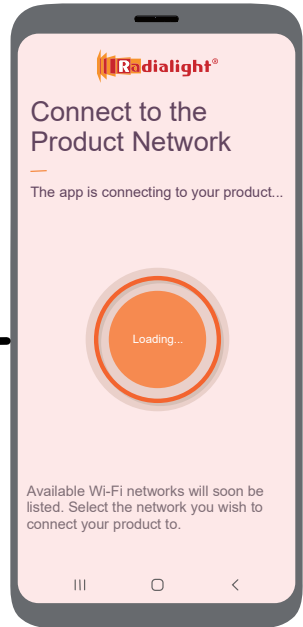 Radialight®
Connect to the
Product Network
The app is connecting to your product...
Loading...
Available Wi-Fi networks will soon be
listed. Select the network you wish to
connect your product to.